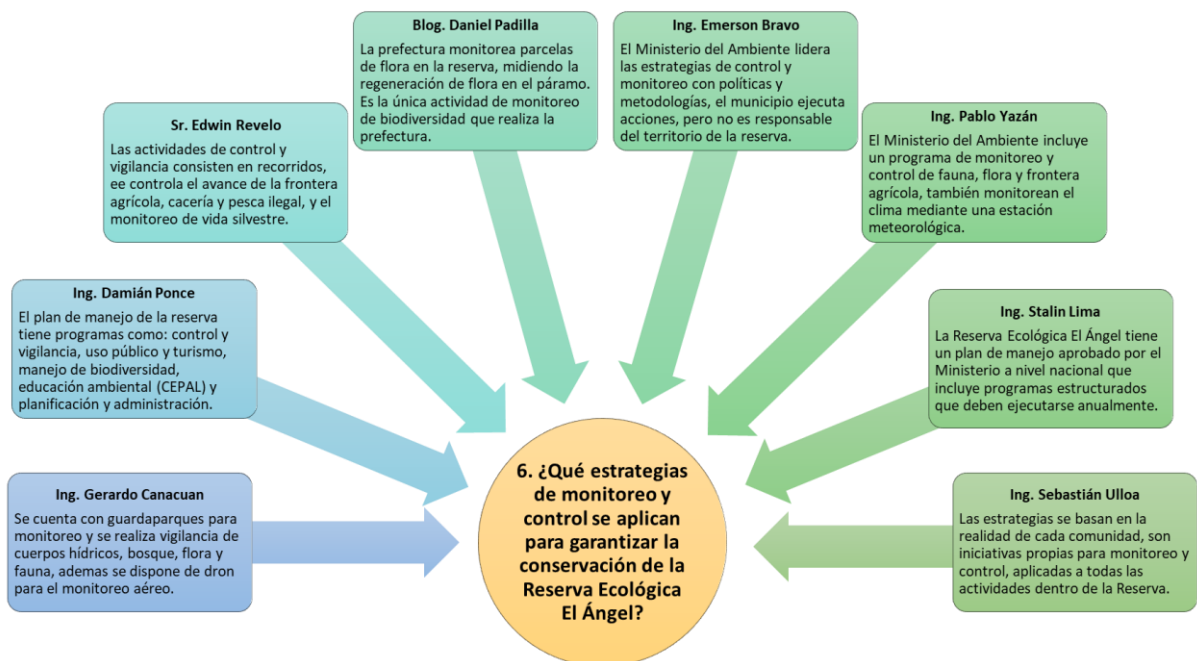 Blog. Daniel Padilla
La prefectura monitorea parcelas
de flora en la reserva, midiendo la
regeneración de flora en el páramo.
Es la única actividad de monitoreo
de biodiversidad que realiza la
prefectura.
Ing. Emerson Bravo
El Ministerio del Ambiente lidera
las estrategias de control y
monitoreo con políticas y
metodologías, el municipio ejecuta
acciones, pero no es responsable
del territorio de la reserva.
Sr. Edwin Revelo
Las actividades de control y
vigilancia consisten en recorridos,
ee controla el avance de la frontera
agrícola, cacería y pesca ilegal, y el
monitoreo de vida silvestre.
Ing. Pablo Yazán
El Ministerio del Ambiente incluye
un programa de monitoreo y
control de fauna, flora y frontera
agrícola, también monitorean el
clima mediante una estación
meteorológica.
Ing. Damián Ponce
El plan de manejo de la reserva
tiene programas como: control y
vigilancia, uso público y turismo,
manejo de biodiversidad,
educación ambiental (CEPAL) y
planificación y administración.
Ing. Stalin Lima
La Reserva Ecológica El Ángel tiene
un plan de manejo aprobado por el
Ministerio a nivel nacional que
incluye programas estructurados
que deben ejecutarse anualmente.
Ing. Gerardo Canacuan
Se cuenta con guardaparques para
monitoreo y se realiza vigilancia de
cuerpos hídricos, bosque, flora y
fauna, ademas se dispone de dron
para el monitoreo aéreo.
6. ¿Qué estrategias
de monitoreo y
control se aplican
para garantizar la
conservación de la
Reserva Ecológica
El Ángel?
Ing. Sebastián Ulloa
Las estrategias se basan en la
realidad de cada comunidad, son
iniciativas propias para monitoreo y
control, aplicadas a todas las
actividades dentro de la Reserva.